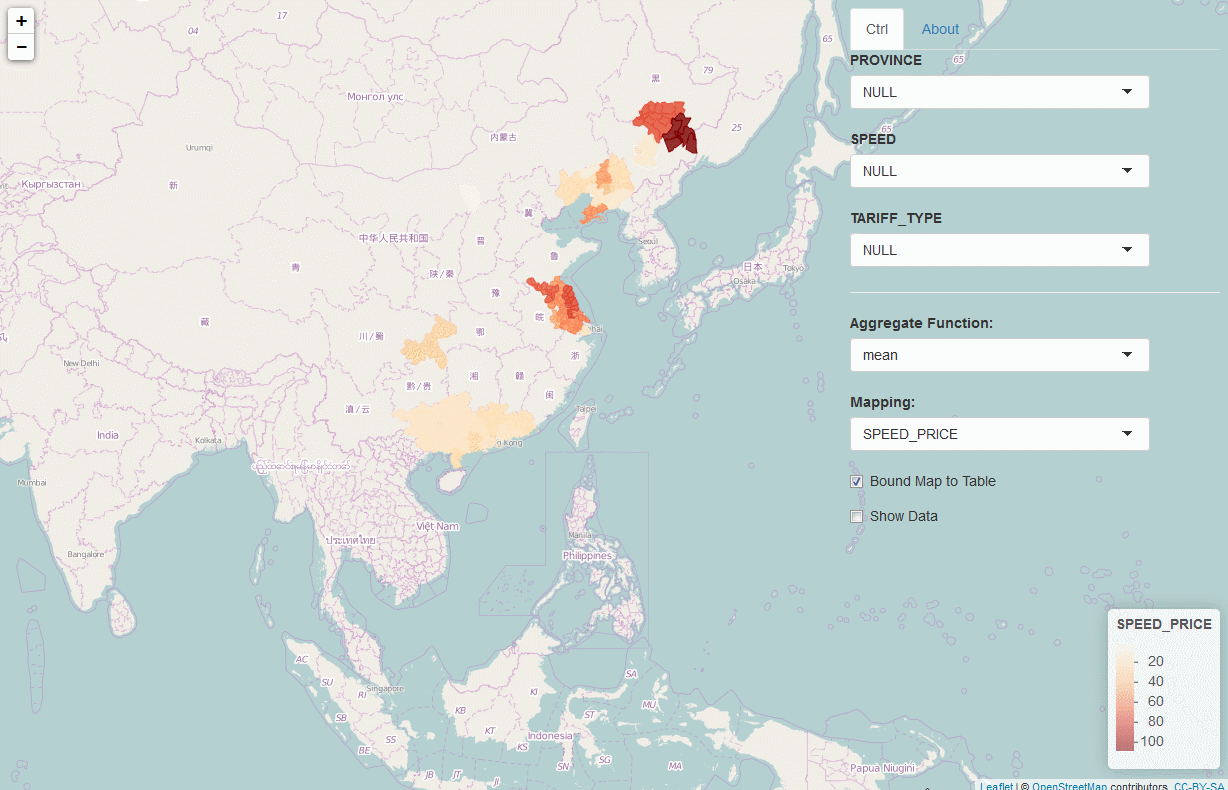 +
−
17
04
65
79
25
65
65
黑
Монгол улс
内蒙古
Urumqi
新
Кыргызстан
冀
中华人民共和国
晋
鲁
Seoul
日本
Tokyo
Osaka
青
陕/秦
豫
皖
hai
藏
川/蜀
鄂
浙
New Delhi
黔/贵
湘
赣
闽
滇/云
Taipei
India
Kolkata
g Kong
Mumbai
Việt Nam
ประเทศไทย
Manila
Philippines
Bangalore
AC
SU
RI
Singapore
SB
BE
SS
JB
JT
JI
KB
KI
KT
KS
Indonesia
ST
SN
SG
SA
MU
MA
Papua Niugini
Ctrl
About
PROVINCE
NULL
SPEED
NULL
TARIFF_TYPE
NULL
Aggregate Function:
mean
Mapping:
SPEED_PRICE
Bound Map to Table
Show Data
SPEED_PRICE
20
40
60
80
100
Leaflet | © OpenStreetMap contributors, CC-BY-SA